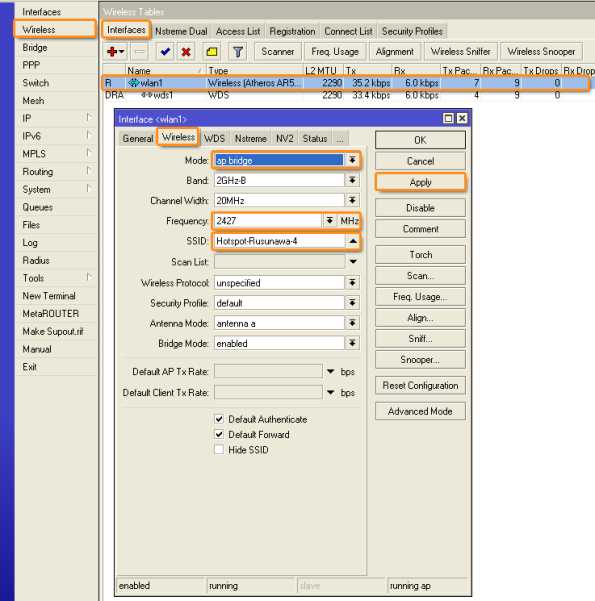 Wireless Tables
Interfaces
Wireless
Bridge
PPP
Switch
Mesh
IP
IPv6
MPLS
Routing
System
Queues
Files
Log
Radius
Tools
New Terminal
MetaROUTER
Make Supout.rif
Manual
Exit
Interfaces Nstreme Dual Access List Registration Connect List Security Profiles
Scanner Freq. Usage Alignment Wireless Sniffer Wireless Snooper
Name Type L2 MTU Tx Rx Tx Pac... Rx Pac... Tx Drops Rx Drop
R wlan1 Wireless (Atheros AR5... 2290 35.2 kbps 6.0 kbps 7 9 0
DRA wds1 WDS 2290 33.4 kbps 6.0 kbps 4 9 0
Interface <wlan1>
General Wireless WDS Nstreme NV2 Status ...
Mode: ap bridge
Band: 2GHz-B
Channel Width: 20MHz
Frequency: 2427 MHz
SSID: Hotspot-Rusunawa-4
Scan List:
Wireless Protocol: unspecified
Security Profile: default
Antenna Mode: antenna a
Bridge Mode: enabled
Default AP Tx Rate: bps
Default Client Tx Rate: bps
Default Authenticate
Default Forward
Hide SSID
OK
Cancel
Apply
Disable
Comment
Torch
Scan...
Freq. Usage...
Align...
Sniff...
Snooper...
Reset Configuration
Advanced Mode
enabled running slave running ap